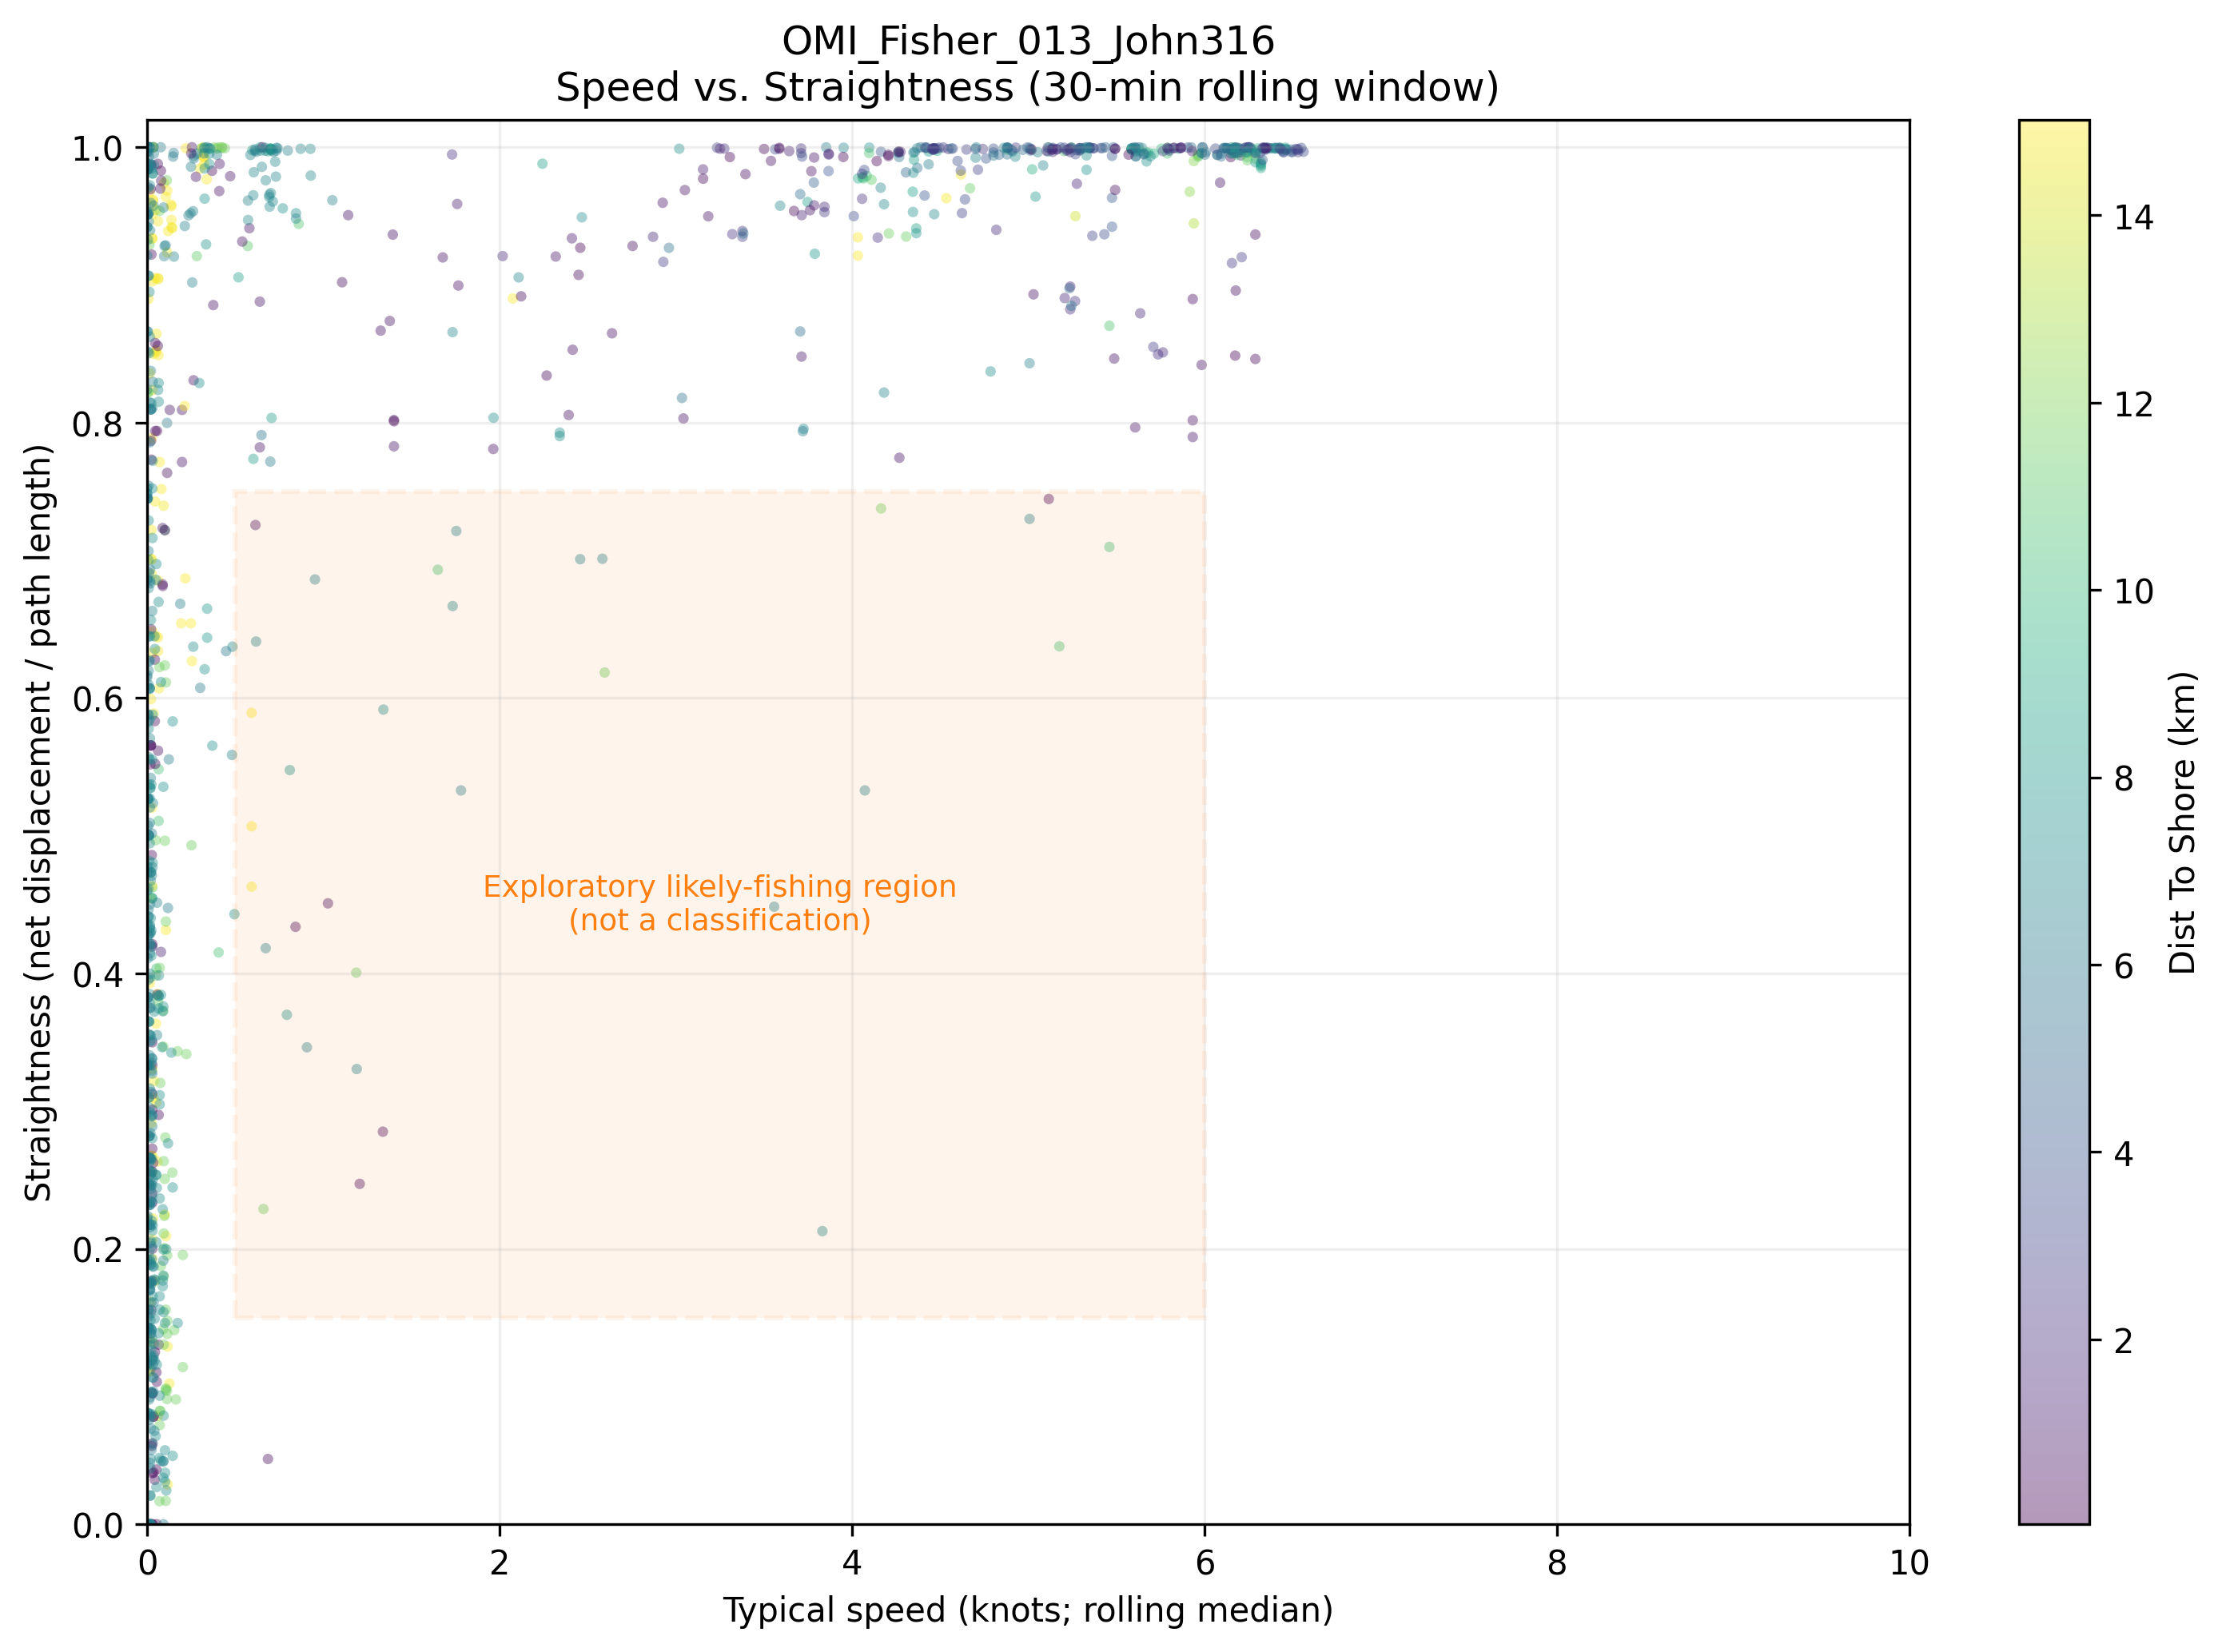 OMI_Fisher_013_John316
Speed vs. Straightness (30-min rolling window)
Straightness (net displacement / path length)
1.0
0.8
0.6
0.4
0.2
0.0
Exploratory likely-fishing region
(not a classification)
0
2
4
6
8
10
Typical speed (knots; rolling median)
14
12
10
8
6
4
2
Dist To Shore (km)